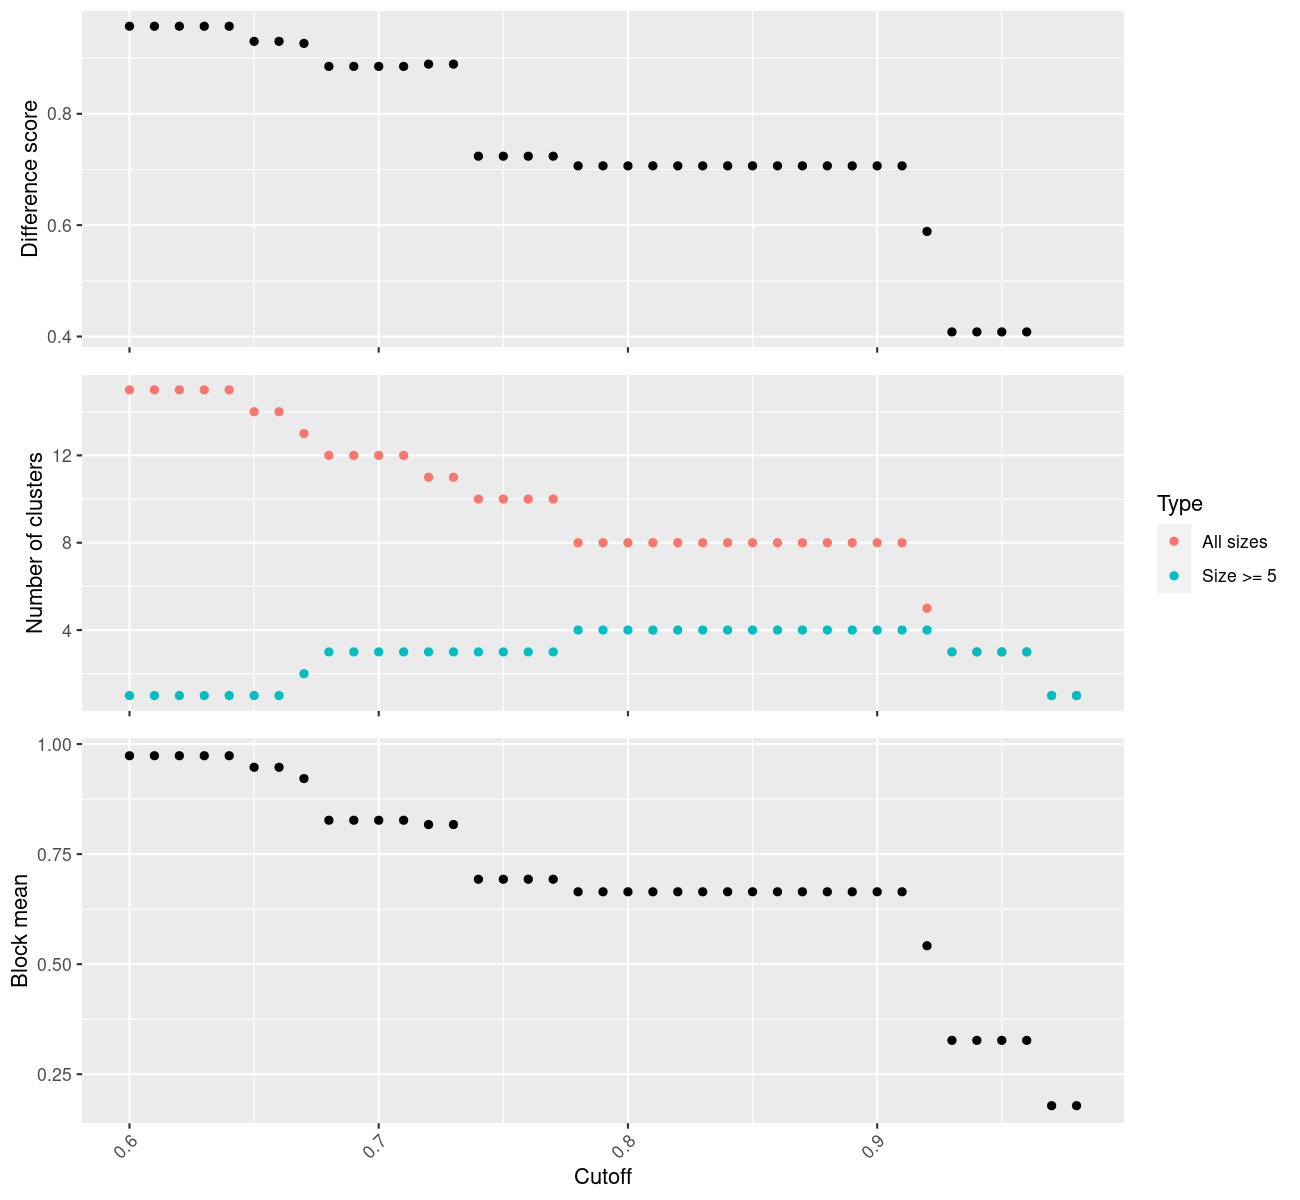 Difference score
0.8
0.6
0.4
Number of clusters
12
8
4
Type
All sizes
Size >= 5
Block mean
1.00
0.75
0.50
0.25
0.6
0.7
0.8
0.9
Cutoff